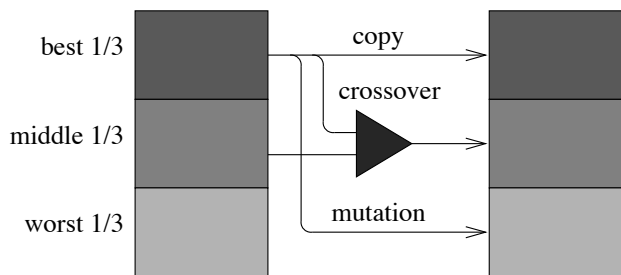 best 1/3
copy
crossover
middle 1/3
worst 1/3
mutation